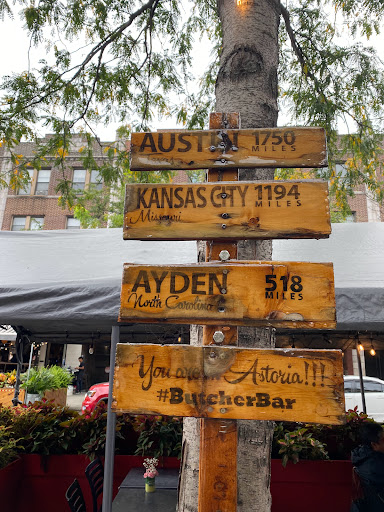 AUSTIN 1750
MILES
KANSAS CITY 1194
Missouri MILES
AYDEN 518
North Carolina MILES
You are in Astoria!!!
#ButcherBar